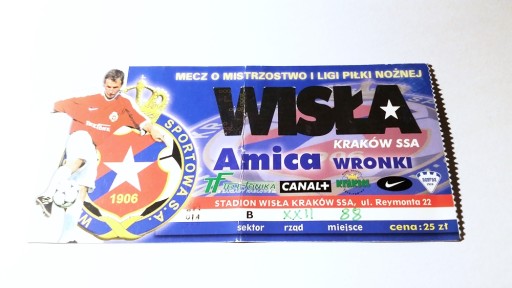 MECZ O MISTRZOSTWO I LIGI PIŁKI NOŻNEJ
WISŁA
KRAKÓW SSA
Amica WRONKI
CANAL+
STADION WISŁA KRAKÓW SSA, ul. Reymonta 22
B XXII 88
sektor rząd miejsce cena: 25 zł
SPORTOWA S.A.
W
1906